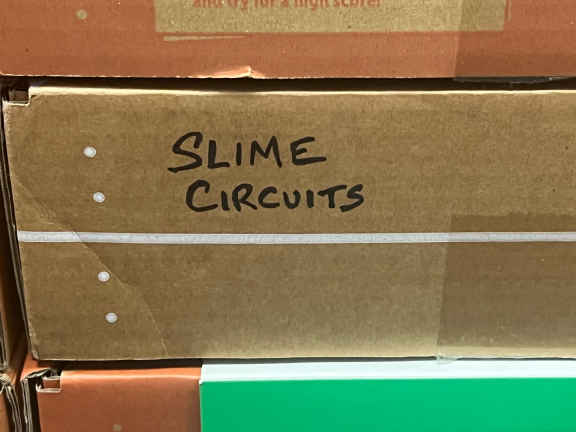 and try for a high score!
SLIME
CIRCUITS